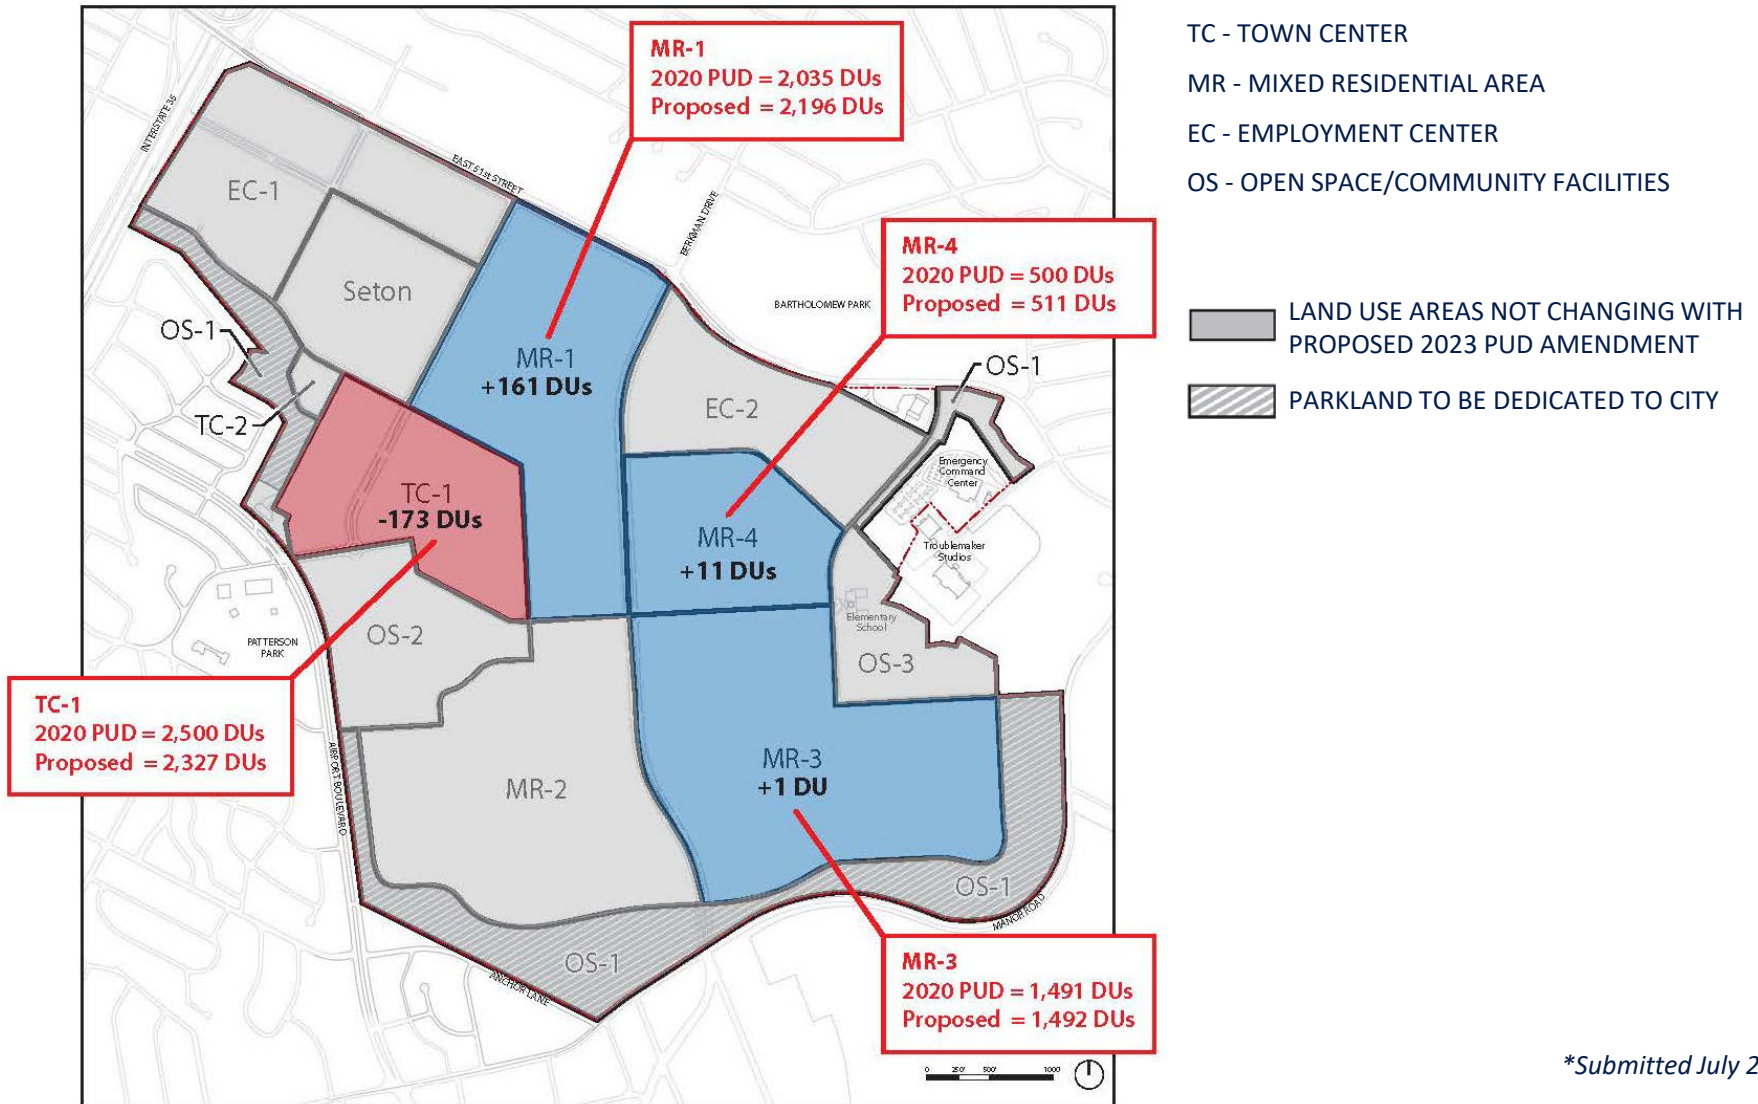 MR-1
2020 PUD = 2,035 DUs
Proposed = 2,196 DUs
TC - TOWN CENTER
MR - MIXED RESIDENTIAL AREA
EC - EMPLOYMENT CENTER
OS - OPEN SPACE/COMMUNITY FACILITIES
LAND USE AREAS NOT CHANGING WITH
PROPOSED 2023 PUD AMENDMENT
PARKLAND TO BE DEDICATED TO CITY
INTERSTATE 35
EAST 51st STREET
BERKMAN DRIVE
EC-1
Seton
MR-4
2020 PUD = 500 DUs
Proposed = 511 DUs
BARTHOLOMEW PARK
OS-1
MR-1
+161 DUs
OS-1
TC-2
EC-2
Emergency
Command
Center
TC-1
-173 DUs
MR-4
+11 DUs
Troublemaker
Studios
Elementary
School
OS-2
PATTERSON
PARK
OS-3
TC-1
2020 PUD = 2,500 DUs
Proposed = 2,327 DUs
AIRPORT BOULEVARD
MR-2
MR-3
+1 DU
OS-1
MANOR ROAD
OS-1
ANCHOR LANE
MR-3
2020 PUD = 1,491 DUs
Proposed = 1,492 DUs
0 250' 500' 1000'
*Submitted July 2